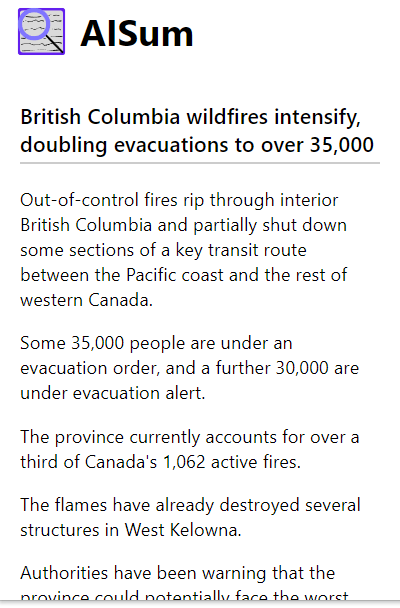 AISum
British Columbia wildfires intensify,
doubling evacuations to over 35,000
Out-of-control fires rip through interior
British Columbia and partially shut down
some sections of a key transit route
between the Pacific coast and the rest of
western Canada.
Some 35,000 people are under an
evacuation order, and a further 30,000 are
under evacuation alert.
The province currently accounts for over a
third of Canada's 1,062 active fires.
The flames have already destroyed several
structures in West Kelowna.
Authorities have been warning that the
province could potentially face the worst